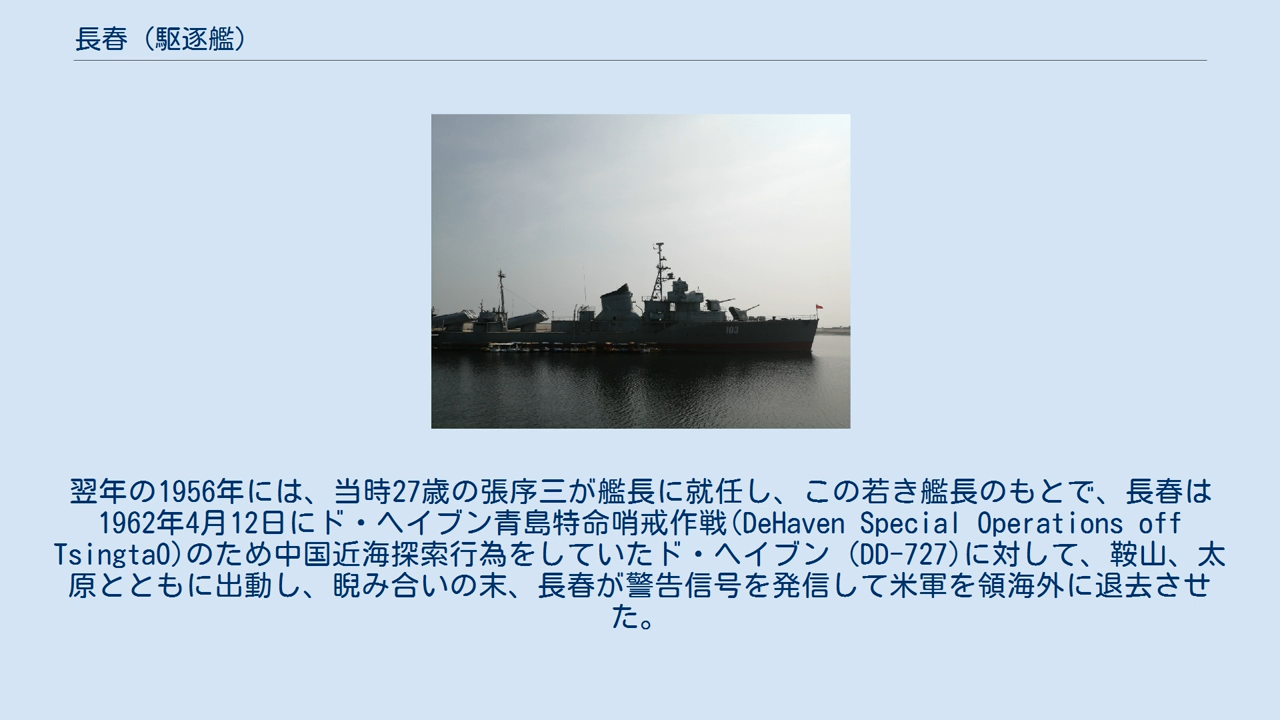 長春（駆逐艦）
103
翌年の1956年には、当時27歳の張序三が艦長に就任し、この若き艦長のもとで、長春は
1962年4月12日にド・ヘイブン青島特命哨戒作戦(DeHaven Special Operations off
TsingtaO)のため中国近海探索行為をしていたド・ヘイブン (DD-727)に対して、鞍山、太
原とともに出動し、睨み合いの末、長春が警告信号を発信して米軍を領海外に退去させ
た。